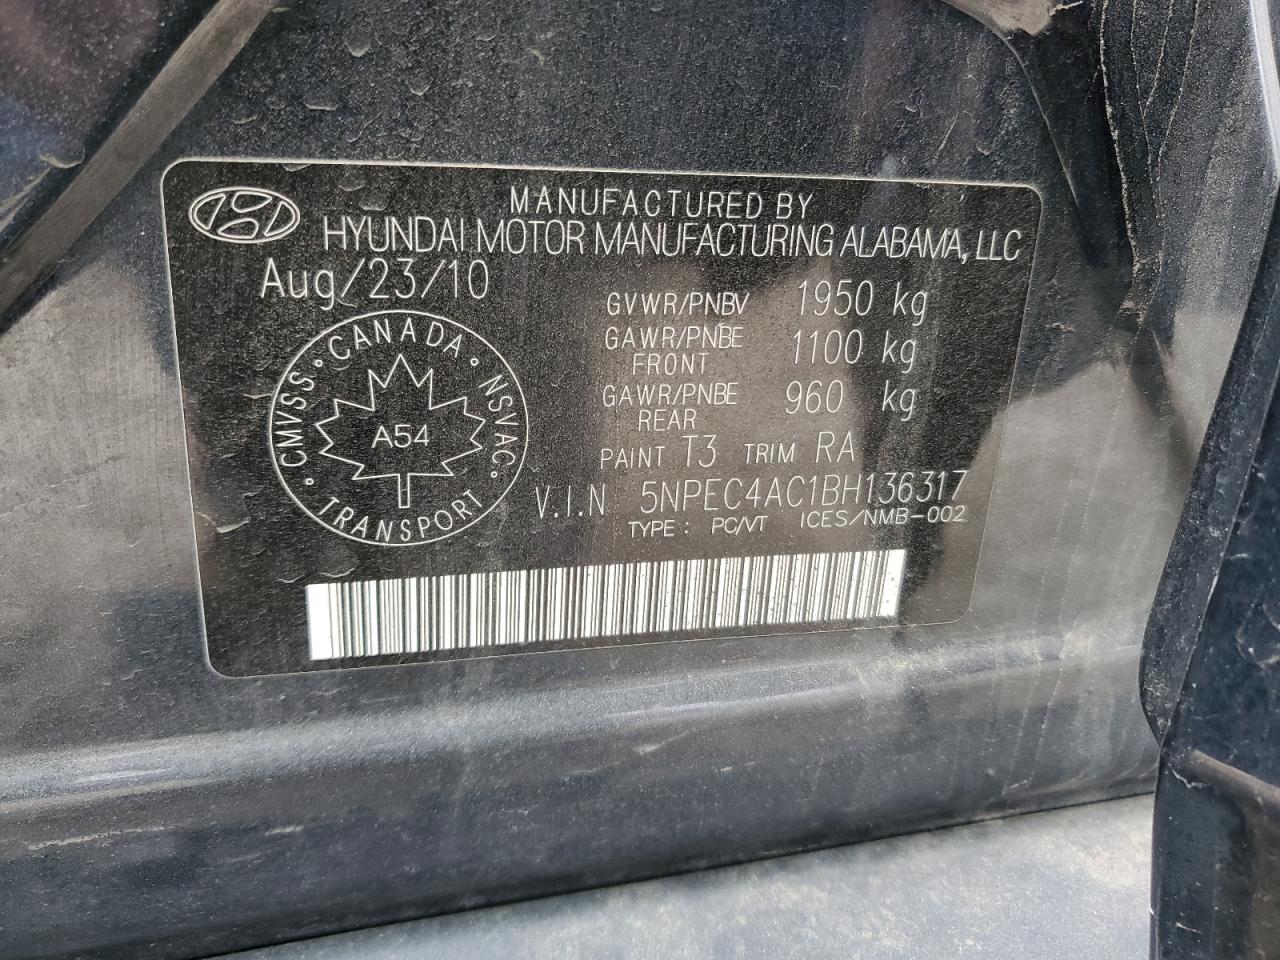 MANUFACTURED BY
HYUNDAI MOTOR MANUFACTURING ALABAMA, LLC
Aug/23/10
GVWR/PNBV 1950 kg
GAWR/PNBE FRONT 1100 kg
GAWR/PNBE REAR 960 kg
PAINT T3 TRIM RA
V.I.N 5NPEC4AC1BH136317
TYPE: PC/VT ICES/NMB-002
CANADA
CMVSS
NSVAC
TRANSPORT
A54